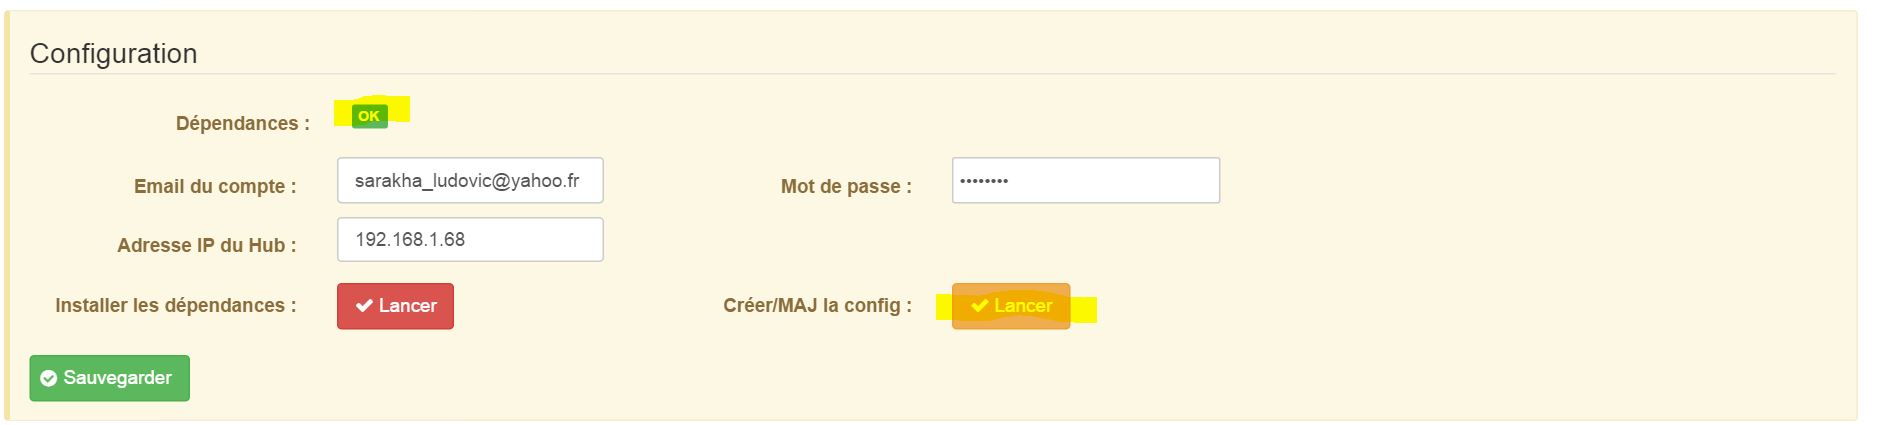 Configuration
Dépendances : OK
Email du compte : sarakha_ludovic@yahoo.fr Mot de passe : ••••••••
Adresse IP du Hub : 192.168.1.68
Installer les dépendances : Lancer Créer/MAJ la config : Lancer
Sauvegarder